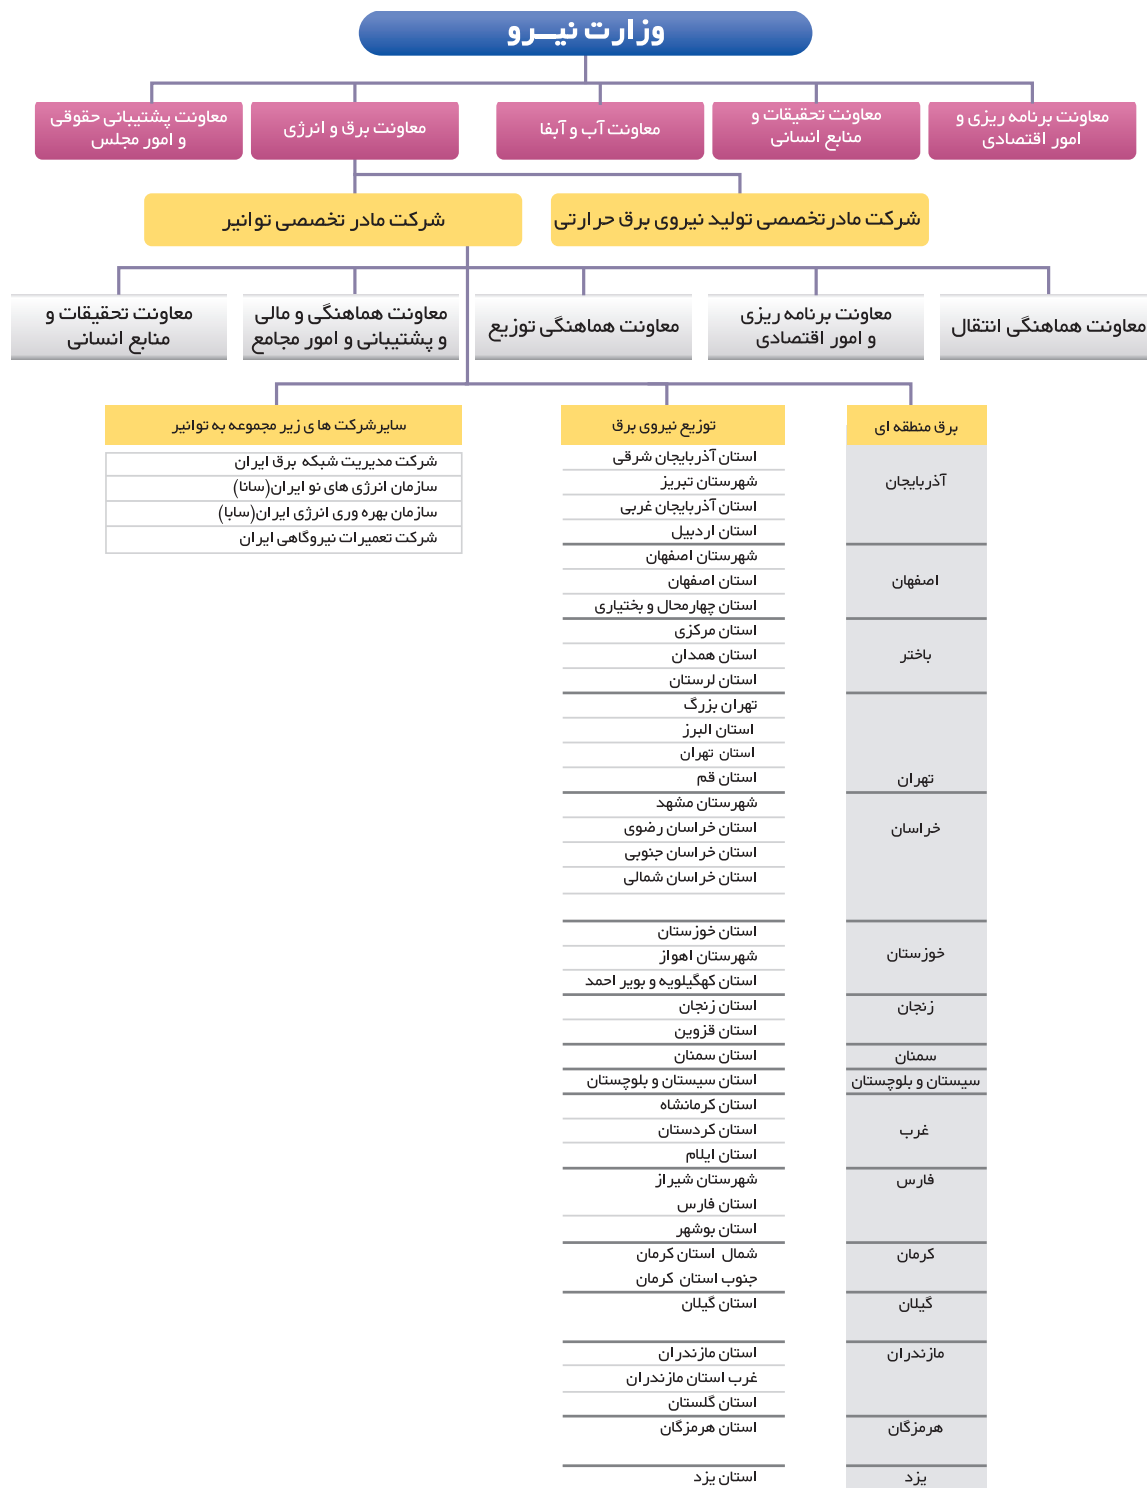 وزارت نیـــرو
معاونت برنامه ریزی و
امور اقتصادی
معاونت تحقیقات و
منابع انسانی
معاونت آب و آبفا
معاونت برق و انرژی
معاونت پشتیبانی حقوقی
و امور مجلس
شرکت مادرتخصصی تولید نیروی برق حرارتی
شرکت مادر تخصصی توانیر
معاونت هماهنگی انتقال
معاونت برنامه ریزی
و امور اقتصادی
معاونت هماهنگی توزیع
معاونت هماهنگی و مالی
و پشتیبانی و امور مجامع
معاونت تحقیقات و
منابع انسانی
برق منطقه ای
آذربایجان
اصفهان
باختر
تهران
خراسان
خوزستان
زنجان
سمنان
سیستان و بلوچستان
غرب
فارس
کرمان
گیلان
مازندران
هرمزگان
یزد
توزیع نیروی برق
استان آذربایجان شرقی
شهرستان تبریز
استان آذربایجان غربی
استان اردبیل
شهرستان اصفهان
استان اصفهان
استان چهارمحال و بختیاری
استان مرکزی
استان همدان
استان لرستان
تهران بزرگ
استان البرز
استان تهران
استان قم
شهرستان مشهد
استان خراسان رضوی
استان خراسان جنوبی
استان خراسان شمالی
استان خوزستان
شهرستان اهواز
استان کهگیلویه و بویر احمد
استان زنجان
استان قزوین
استان سمنان
استان سیستان و بلوچستان
استان کرمانشاه
استان کردستان
استان ایلام
شهرستان شیراز
استان فارس
استان بوشهر
شمال استان کرمان
جنوب استان کرمان
استان گیلان
استان مازندران
غرب استان مازندران
استان گلستان
استان هرمزگان
استان یزد
سایرشرکت ها ی زیر مجموعه به توانیر
شرکت مدیریت شبکه برق ایران
سازمان انرژی های نو ایران(سانا)
سازمان بهره وری انرژی ایران(سابا)
شرکت تعمیرات نیروگاهی ایران